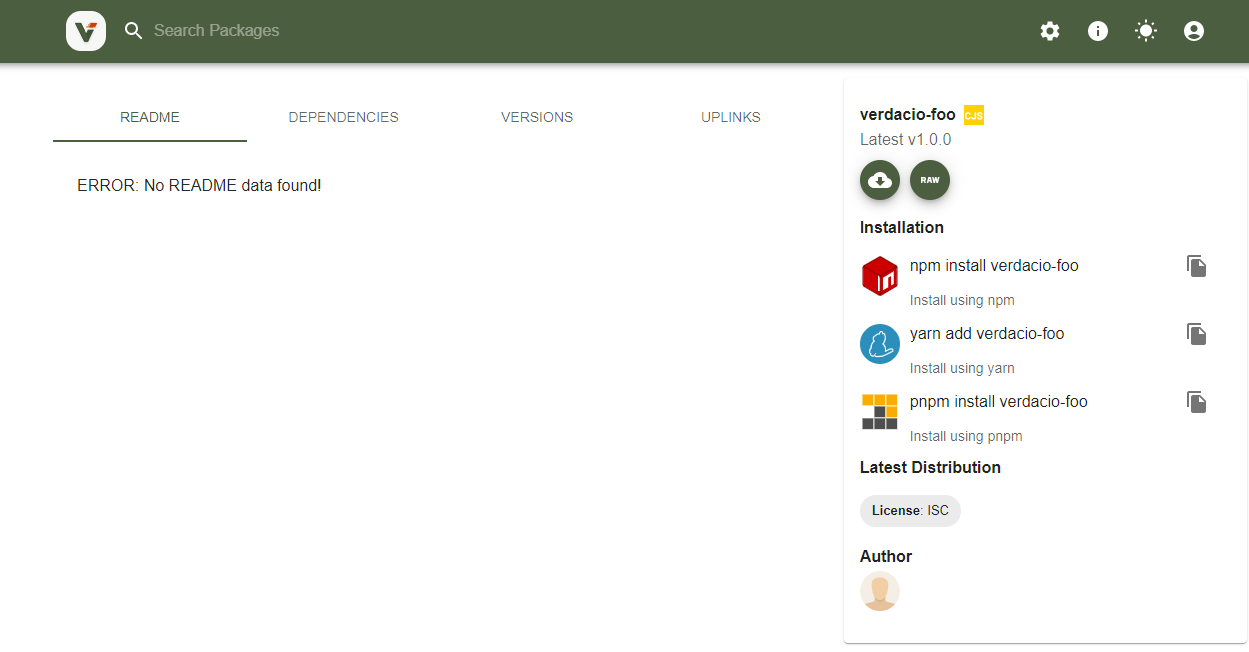 Search Packages
README
DEPENDENCIES
VERSIONS
UPLINKS
ERROR: No README data found!
verdacio-foo CJS
Latest v1.0.0
RAW
Installation
npm install verdacio-foo
Install using npm
yarn add verdacio-foo
Install using yarn
pnpm install verdacio-foo
Install using pnpm
Latest Distribution
License: ISC
Author